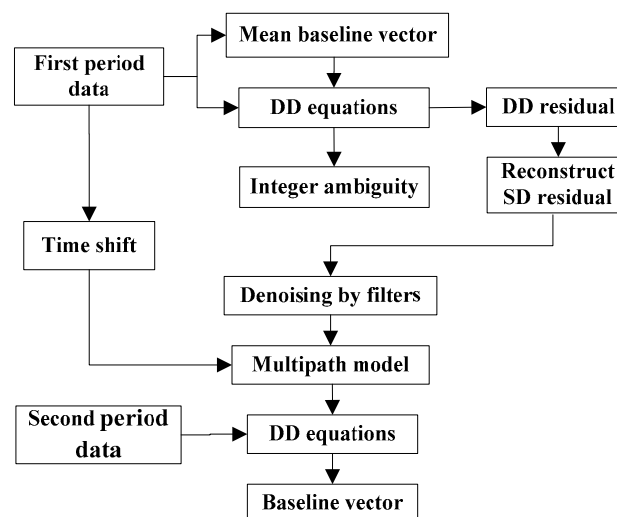 Mean baseline vector
First period
data
DD equations
DD residual
Integer ambiguity
Reconstruct
SD residual
Time shift
Denoising by filters
Multipath model
Second period
data
DD equations
Baseline vector